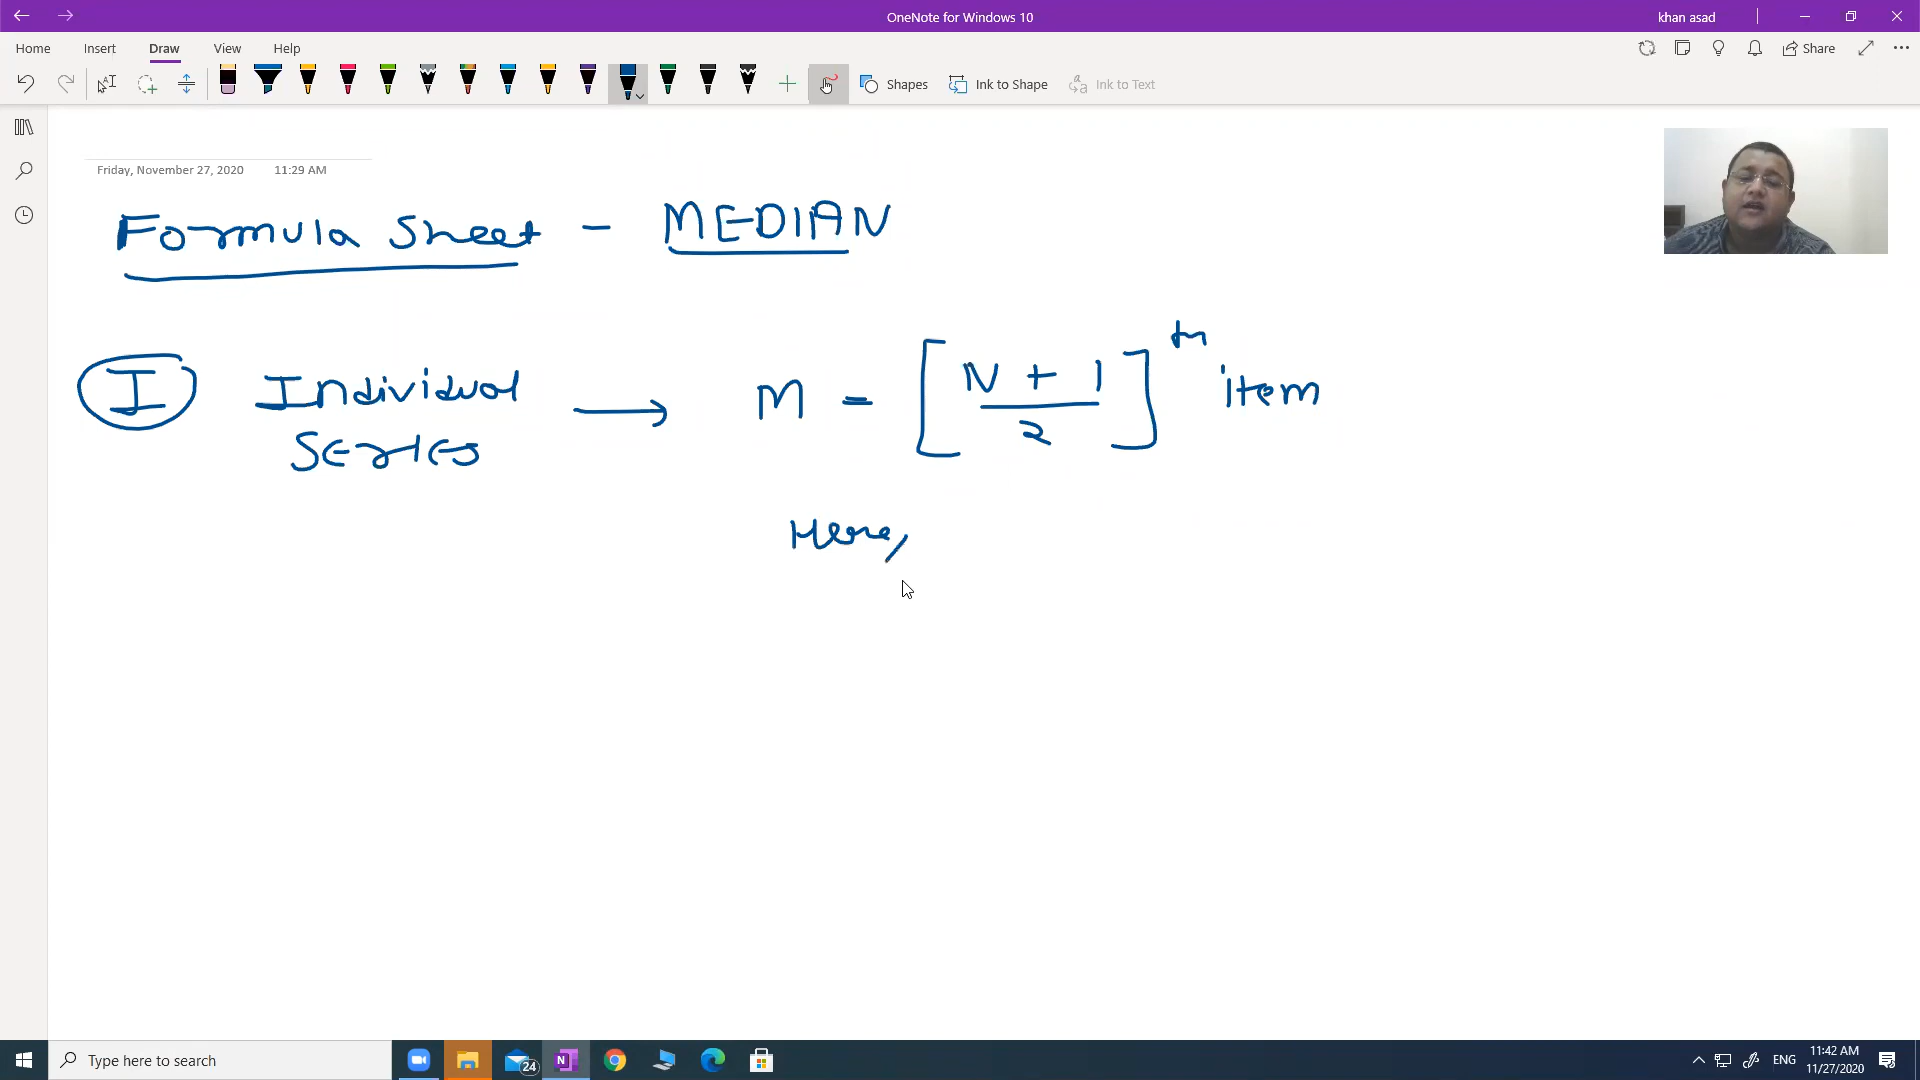 OneNote for Windows 10
khan asad
Home Insert Draw View Help
Share
Shapes Ink to Shape Ink to Text
Friday, November 27, 2020 11:29 AM
Formula Sheet - MEDIAN
I Individual Series → M = [N + 1 / 2]th item
Here,
Type here to search
24
N
ENG
11:42 AM
11/27/2020